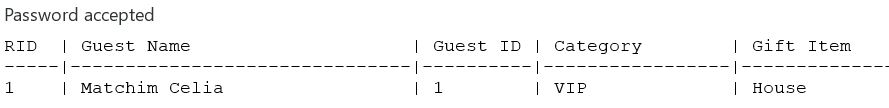 Password accepted
RID | Guest Name | Guest ID | Category | Gift Item
-----|-------------------------------|----------|-----------------|--------------
1 | Matchim Celia | 1 | VIP | House